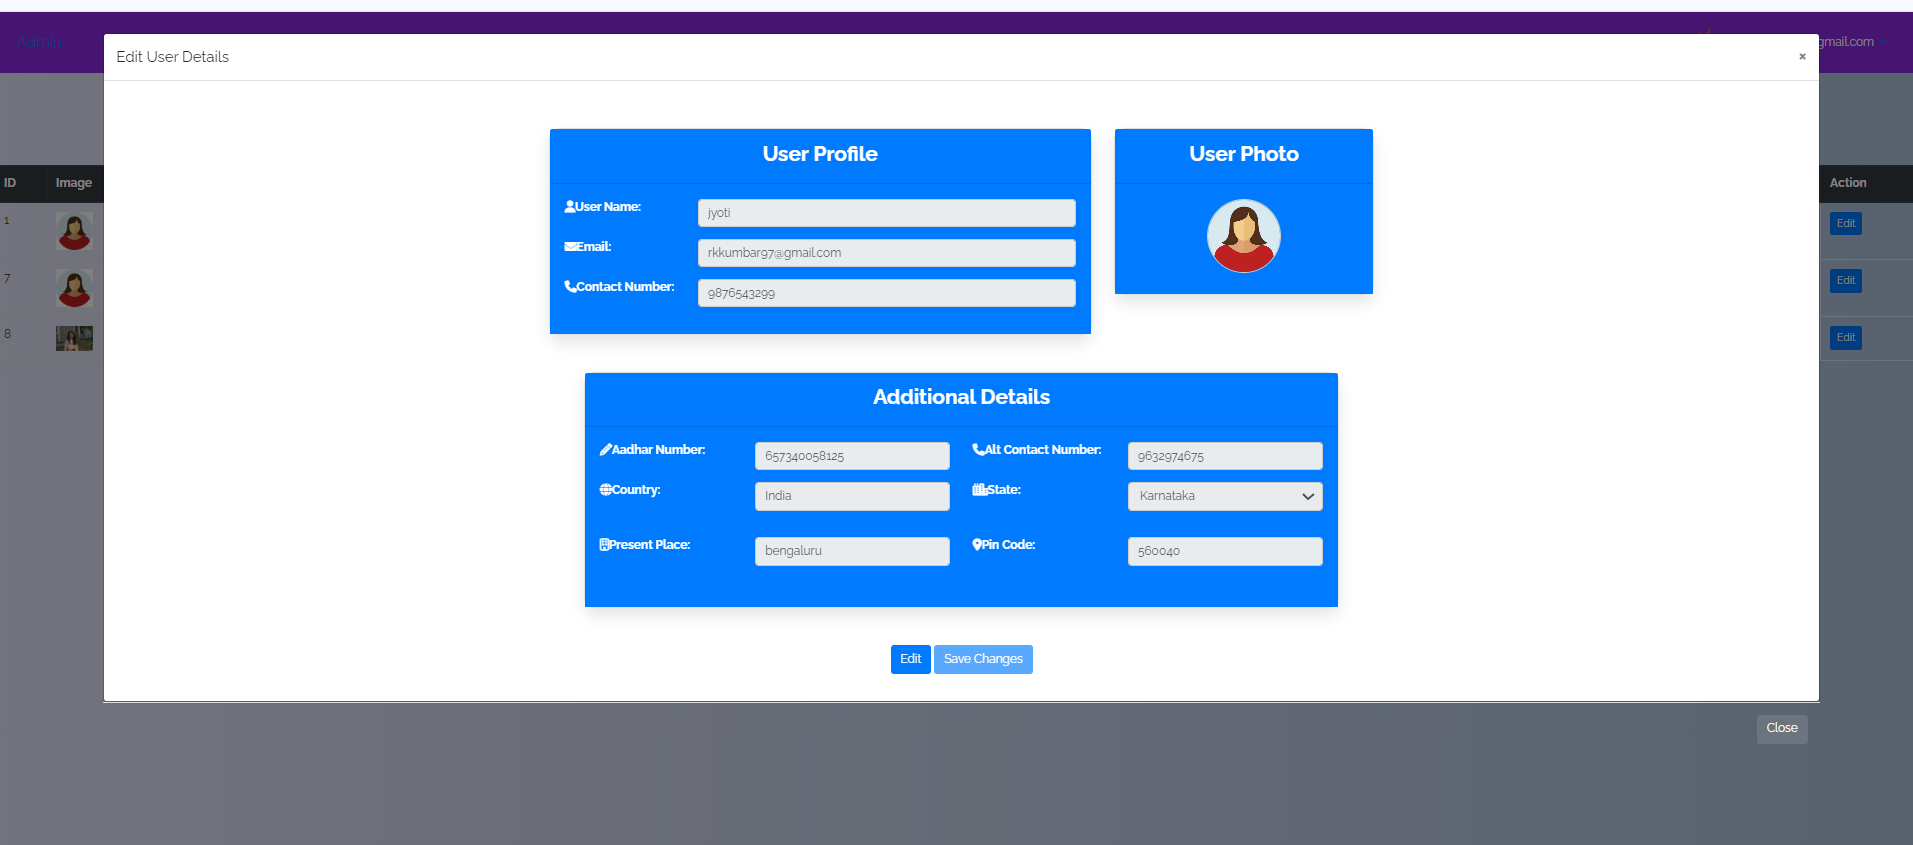 Admin
gmail.com
Edit User Details
×
User Profile
User Photo
ID
Image
Action
User Name:
jyoti
1
Edit
Email:
rkkumbar97@gmail.com
7
Edit
Contact Number:
9876543299
8
Edit
Additional Details
Aadhar Number:
657340058125
Alt Contact Number:
9632974675
Country:
India
State:
Karnataka
Present Place:
bengaluru
Pin Code:
560040
Edit
Save Changes
Close